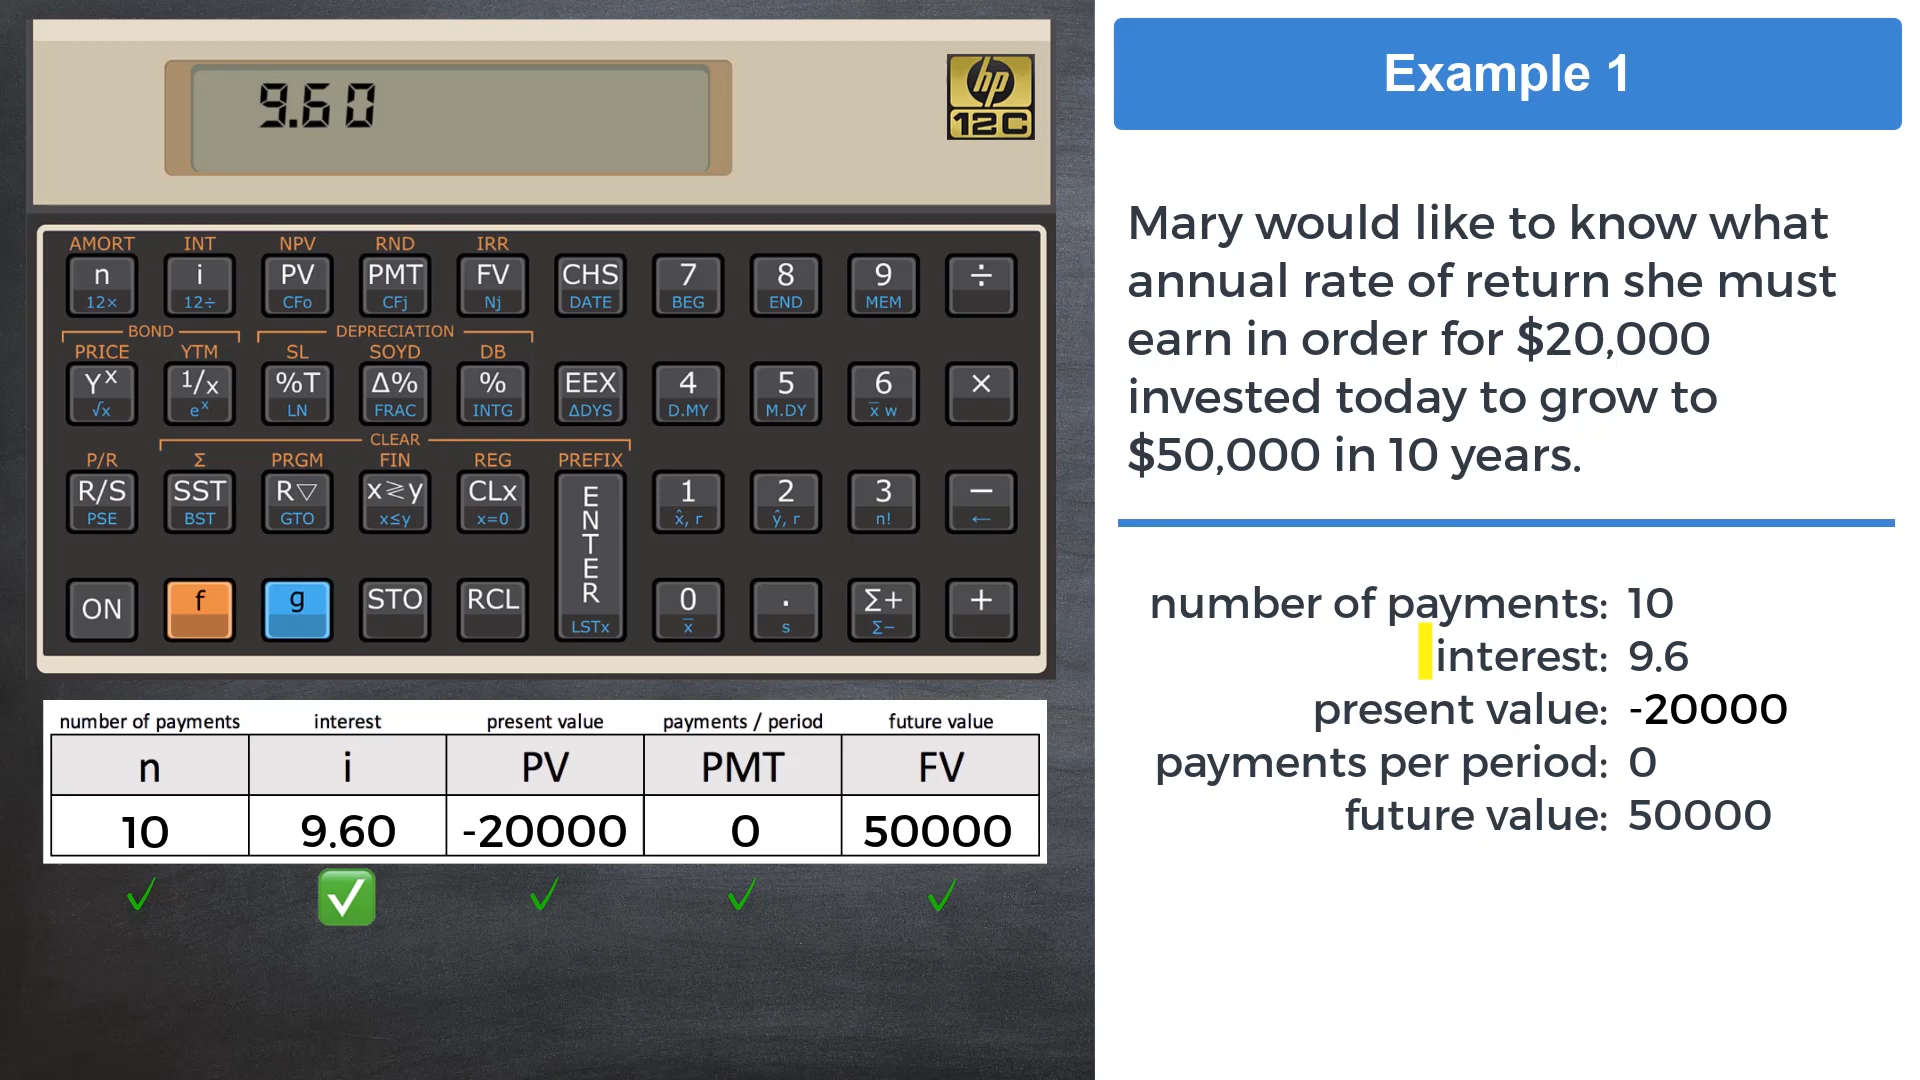 9.60
hp
12C
AMORT INT NPV RND IRR
n i PV PMT FV CHS 7 8 9 ÷
12× 12÷ CFo CFj Nj DATE BEG END MEM
BOND DEPRECIATION
PRICE YTM SL SOYD DB
Yˣ 1/x %T Δ% % EEX 4 5 6 ×
√x eˣ LN FRAC INTG ΔDYS D.MY M.DY x̅ w
CLEAR
P/R Σ PRGM FIN REG PREFIX
R/S SST R▽ x≷y CLx ENTER 1 2 3 −
PSE BST GTO x≤y x=0 x̂, r ŷ, r n! ←
ON f g STO RCL 0 . Σ+ +
LSTx x̅ s Σ−
number of payments interest present value payments / period future value
n i PV PMT FV
10 9.60 -20000 0 50000
Example 1
Mary would like to know what
annual rate of return she must
earn in order for $20,000
invested today to grow to
$50,000 in 10 years.
number of payments: 10
interest: 9.6
present value: -20000
payments per period: 0
future value: 50000